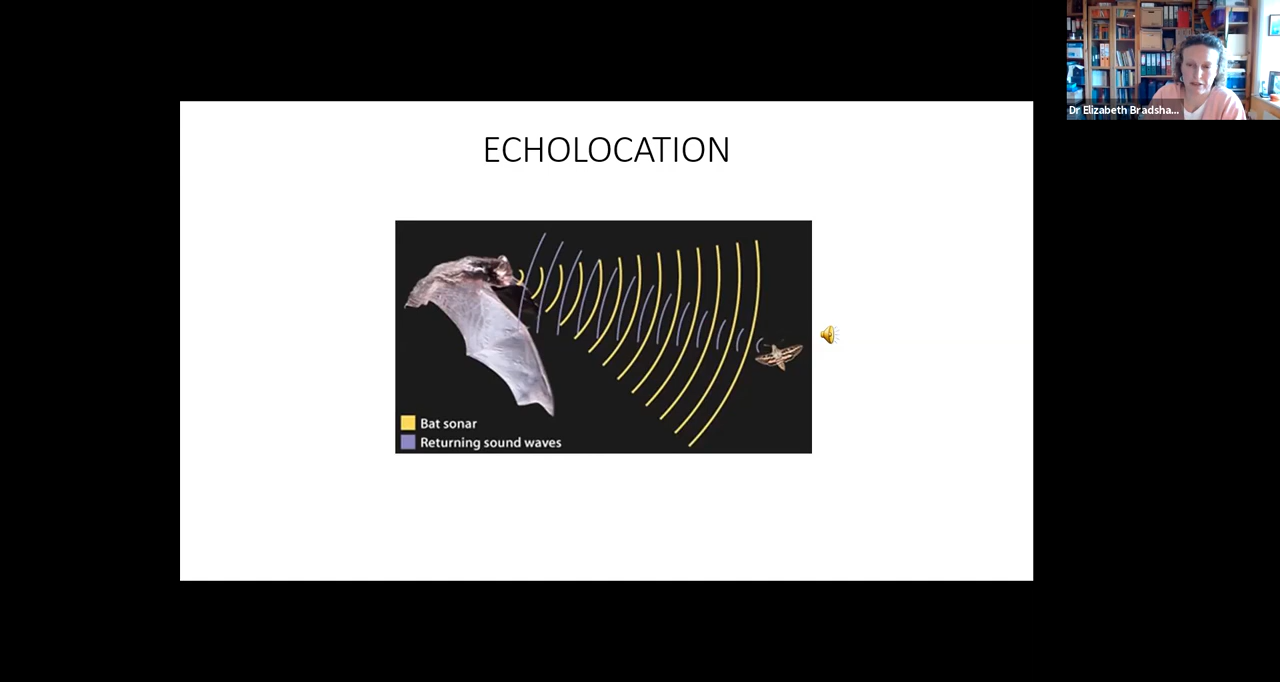 Dr Elizabeth Bradsha...
ECHOLOCATION
Bat sonar
Returning sound waves